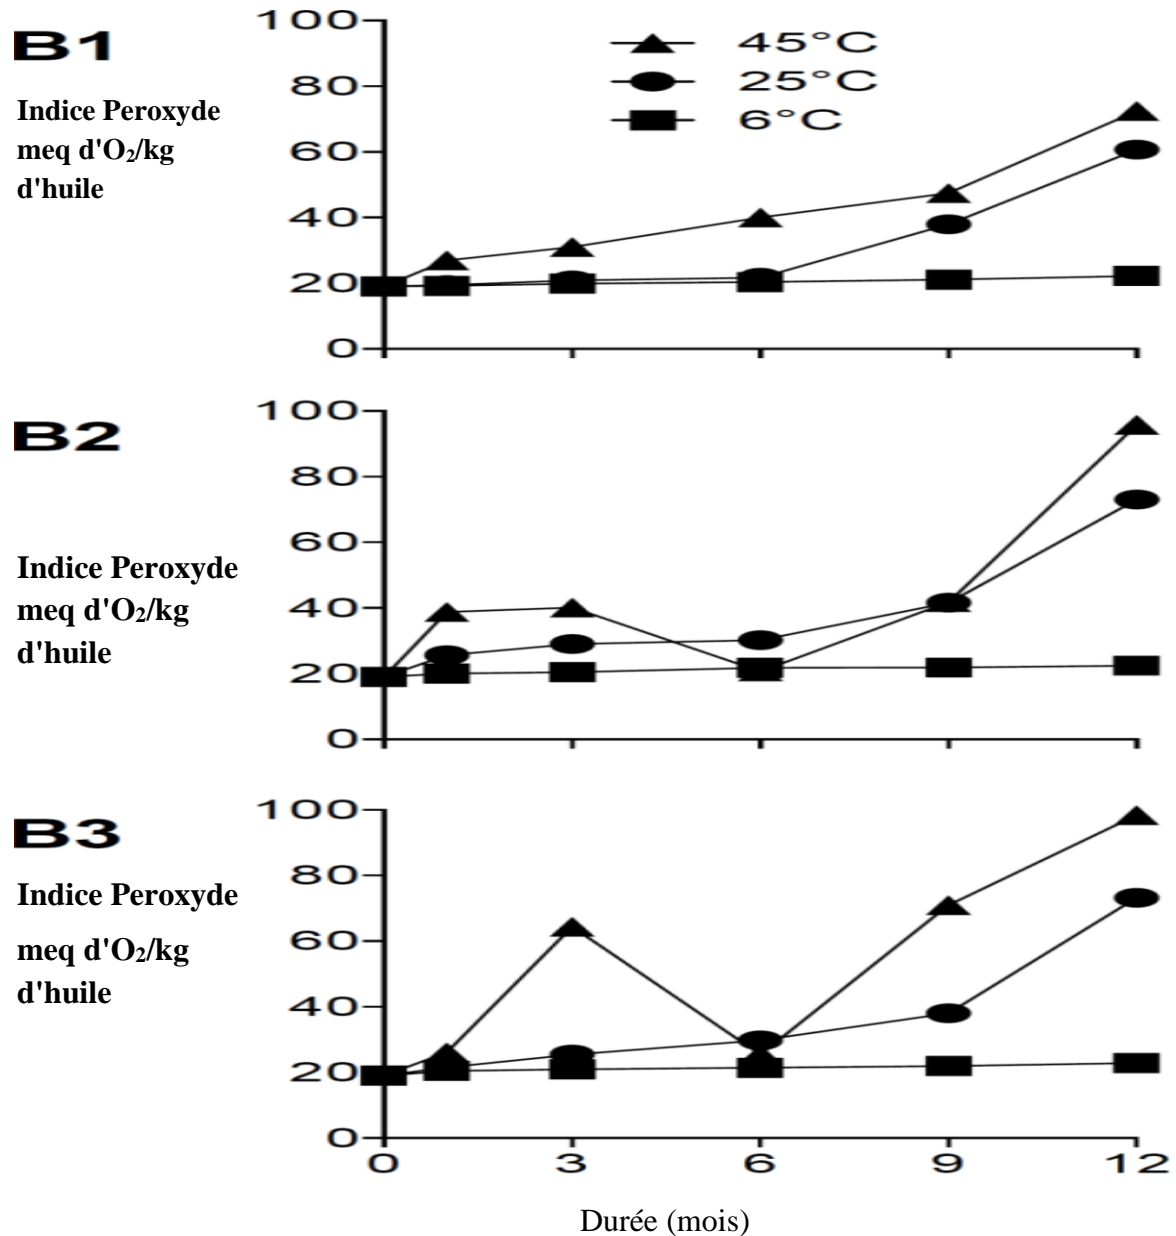 B1
Indice Peroxyde
meq d'O₂/kg
d'huile
100
80
60
40
20
0
45°C
25°C
6°C
B2
Indice Peroxyde
meq d'O₂/kg
d'huile
100
80
60
40
20
0
B3
Indice Peroxyde
meq d'O₂/kg
d'huile
100
80
60
40
20
0
0 3 6 9 12
Durée (mois)